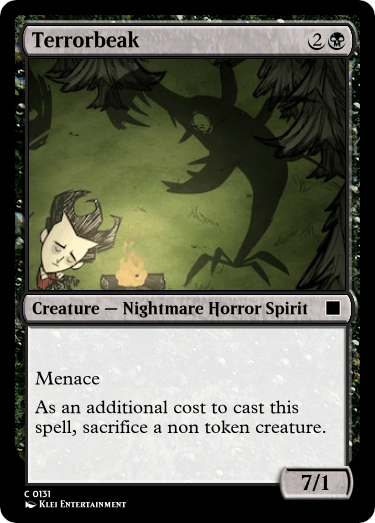 Terrorbeak 2
Creature — Nightmare Horror Spirit
Menace
As an additional cost to cast this
spell, sacrifice a non token creature.
7/1
C 0131
Klei Entertainment